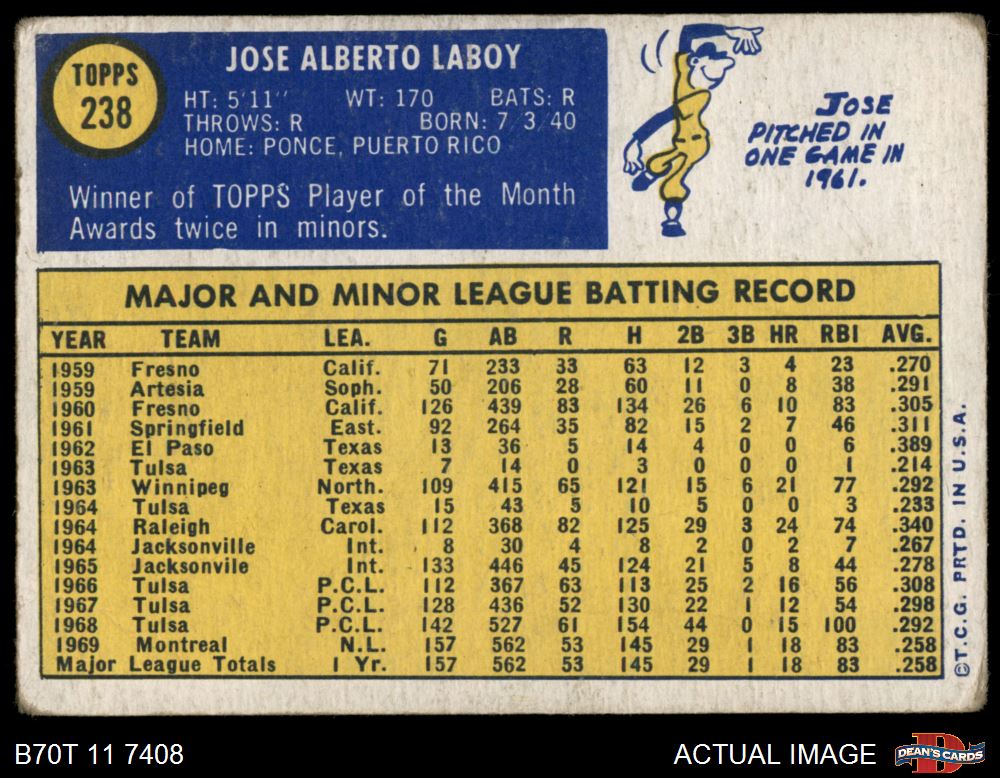 TOPPS
238
JOSE ALBERTO LABOY
HT: 5'11" WT: 170 BATS: R
THROWS: R BORN: 7 3 40
HOME: PONCE, PUERTO RICO
Winner of TOPPS Player of the Month
Awards twice in minors.
JOSE
PITCHED IN
ONE GAME IN
1961.
MAJOR AND MINOR LEAGUE BATTING RECORD
YEAR TEAM LEA. G AB R H 2B 3B HR RBI AVG.
1959 Fresno Calif. 71 233 33 63 12 3 4 23 .270
1959 Artesia Soph. 50 206 28 60 11 0 8 38 .291
1960 Fresno Calif. 126 439 83 134 26 6 10 83 .305
1961 Springfield East. 92 264 35 82 15 2 7 46 .311
1962 El Paso Texas 13 36 5 14 4 0 0 6 .389
1963 Tulsa Texas 7 14 0 3 0 0 0 1 .214
1963 Winnipeg North. 109 415 65 121 15 6 21 77 .292
1964 Tulsa Texas 15 43 5 10 5 0 0 3 .233
1964 Raleigh Carol. 112 368 82 125 29 3 24 74 .340
1964 Jacksonville Int. 8 30 4 8 2 0 2 7 .267
1965 Jacksonvile Int. 133 446 45 124 21 5 8 44 .278
1966 Tulsa P.C.L. 112 367 63 113 25 2 16 56 .308
1967 Tulsa P.C.L. 128 436 52 130 22 1 12 54 .298
1968 Tulsa P.C.L. 142 527 61 154 44 0 15 100 .292
1969 Montreal N.L. 157 562 53 145 29 1 18 83 .258
Major League Totals 1 Yr. 157 562 53 145 29 1 18 83 .258
©T.C.G. PRTD. IN U.S.A.
B70T 11 7408
ACTUAL IMAGE
DEAN'S CARDS